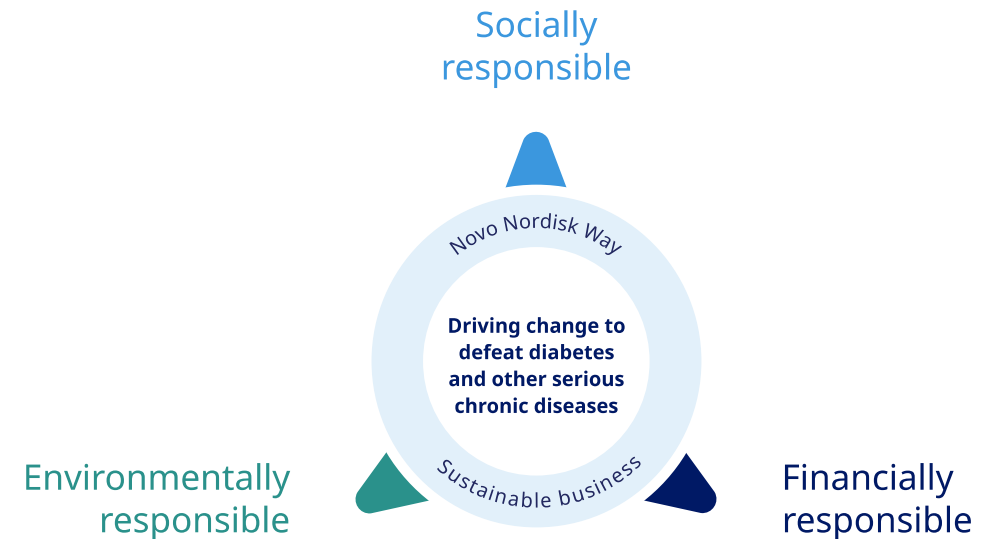 Socially
responsible
Novo Nordisk Way
Driving change to
defeat diabetes
and other serious
chronic diseases
Sustainable business
Environmentally
responsible
Financially
responsible